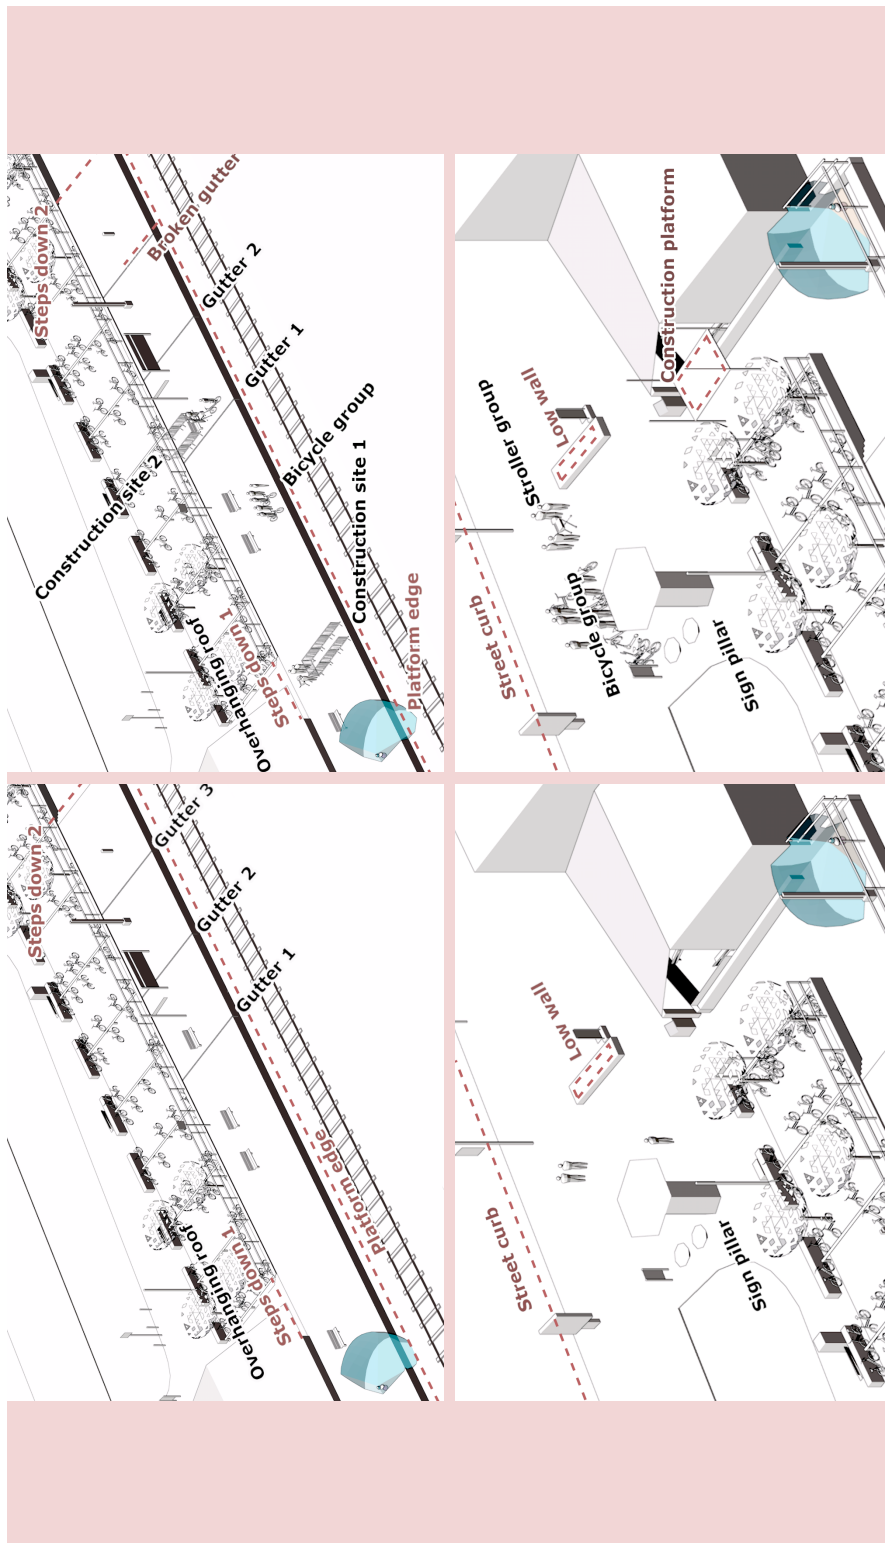 Steps down 2
Broken gutter
Gutter 2
Gutter 1
Bicycle group
Construction site 2
Construction site 1
Overhanging roof
Steps down 1
Platform edge
Construction platform
Low wall
Stroller group
Street curb
Bicycle group
Sign pillar
Steps down 2
Gutter 3
Gutter 2
Gutter 1
Platform edge
Overhanging roof
Steps down 1
Low wall
Street curb
Sign pillar